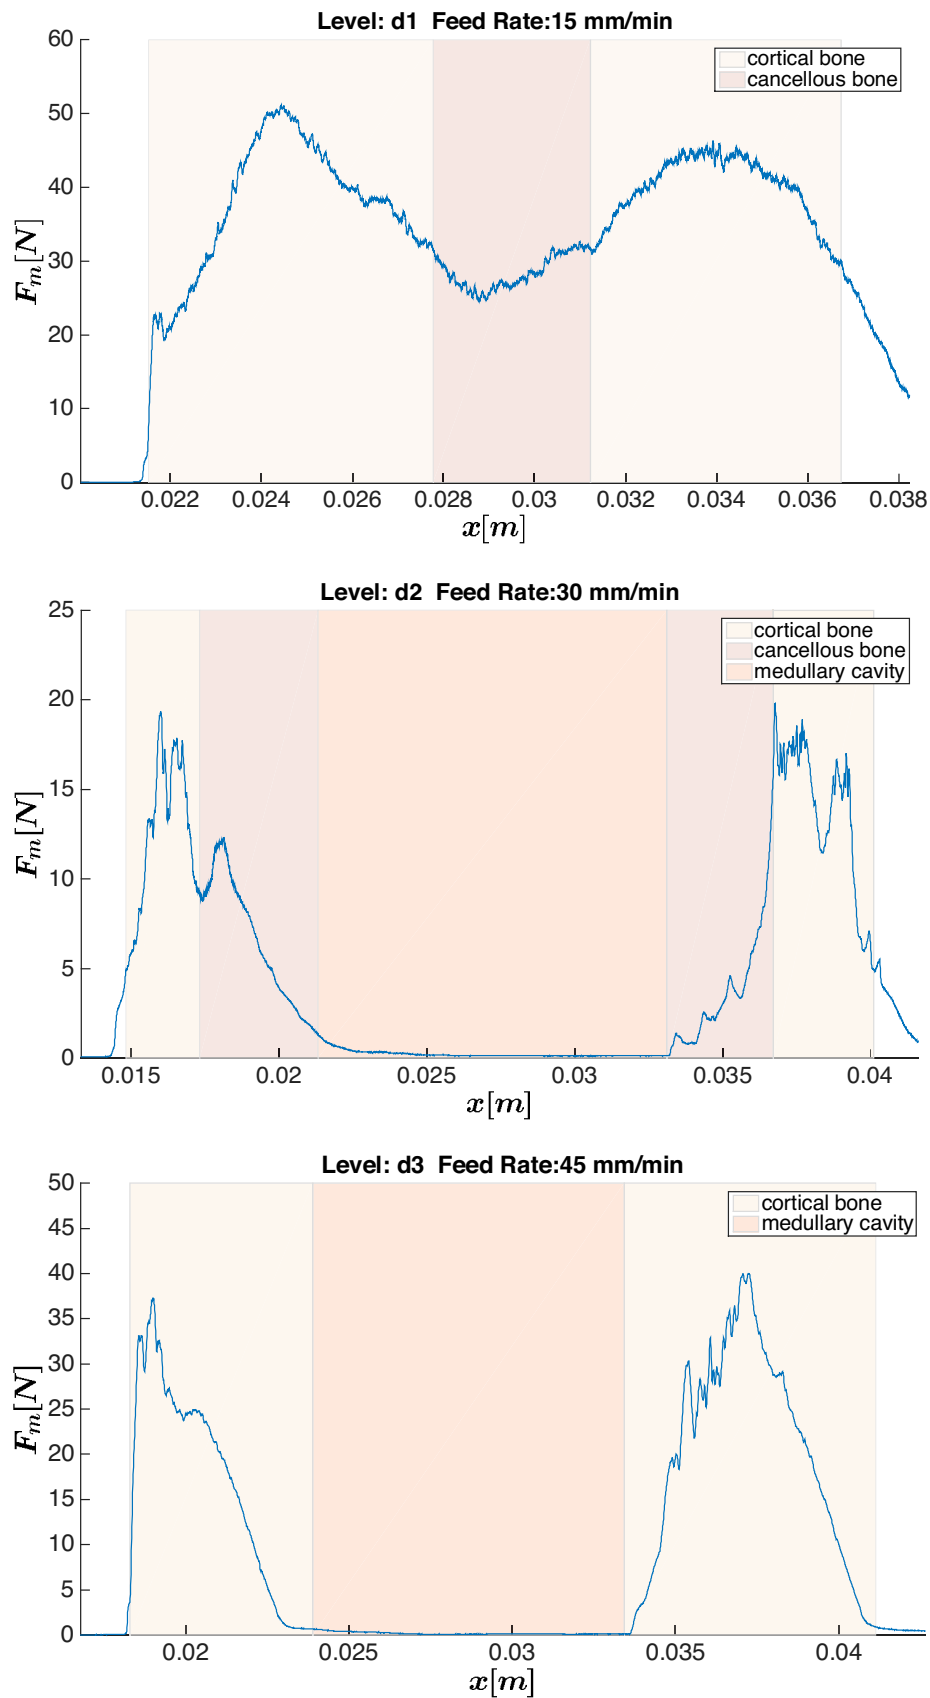 Level: d1  Feed Rate:15 mm/min
60
50
40
30
20
10
0
F_m[N]
cortical bone
cancellous bone
0.022 0.024 0.026 0.028 0.03 0.032 0.034 0.036 0.038
x[m]
Level: d2  Feed Rate:30 mm/min
25
20
15
10
5
0
F_m[N]
cortical bone
cancellous bone
medullary cavity
0.015 0.02 0.025 0.03 0.035 0.04
x[m]
Level: d3  Feed Rate:45 mm/min
50
45
40
35
30
25
20
15
10
5
0
F_m[N]
cortical bone
medullary cavity
0.02 0.025 0.03 0.035 0.04
x[m]